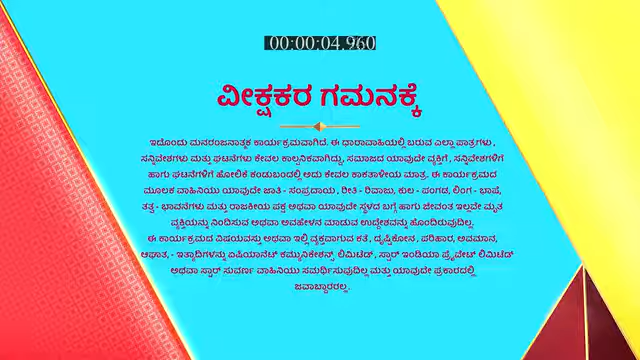 00:00:04.960
ವೀಕ್ಷಕರ ಗಮನಕ್ಕೆ
ಇದೊಂದು ಮನರಂಜನಾತ್ಮಕ ಕಾರ್ಯಕ್ರಮವಾಗಿದೆ. ಈ ಧಾರಾವಾಹಿಯಲ್ಲಿ ಬರುವ ಎಲ್ಲಾ ಪಾತ್ರಗಳು ,
ಸನ್ನಿವೇಶಗಳು ಮತ್ತು ಘಟನೆಗಳು ಕೇವಲ ಕಾಲ್ಪನಿಕವಾಗಿದ್ದು, ಸಮಾಜದ ಯಾವುದೇ ವ್ಯಕ್ತಿಗೆ , ಸನ್ನಿವೇಶಗಳಿಗೆ
ಹಾಗು ಘಟನೆಗಳಿಗೆ ಹೋಲಿಕೆ ಕಂಡುಬಂದಲ್ಲಿ ಅದು ಕೇವಲ ಕಾಕತಾಳೀಯ ಮಾತ್ರ. ಈ ಕಾರ್ಯಕ್ರಮದ
ಮೂಲಕ ವಾಹಿನಿಯು ಯಾವುದೇ ಜಾತಿ - ಸಂಪ್ರದಾಯ , ರೀತಿ - ರಿವಾಜು, ಕುಲ - ಪಂಗಡ, ಲಿಂಗ - ಭಾಷೆ,
ತತ್ವ - ಭಾವನೆಗಳು ಮತ್ತು ರಾಜಕೀಯ ಪಕ್ಷ ಅಥವಾ ಯಾವುದೇ ಸ್ಥಳದ ಬಗ್ಗೆ ಹಾಗು ಜೀವಂತ ಇಲ್ಲವೇ ಮೃತ
ವ್ಯಕ್ತಿಯನ್ನು ನಿಂದಿಸುವ ಅಥವಾ ಅವಹೇಳನ ಮಾಡುವ ಉದ್ದೇಶವನ್ನು ಹೊಂದಿರುವುದಿಲ್ಲ.
ಈ ಕಾರ್ಯಕ್ರಮದ ವಿಷಯವನ್ನು ಅಥವಾ ಇಲ್ಲಿ ವ್ಯಕ್ತವಾಗುವ ಕತೆ , ದೃಷ್ಟಿಕೋನ , ಪರಿಹಾರ, ಅವಮಾನ,
ಆಘಾತ, - ಇತ್ಯಾದಿಗಳನ್ನು ಏಷಿಯಾನೆಟ್ ಕಮ್ಯುನಿಕೇಶನ್ಸ್ ಲಿಮಿಟೆಡ್ , ಸ್ಟಾರ್ ಇಂಡಿಯಾ ಪ್ರೈವೇಟ್ ಲಿಮಿಟೆಡ್
ಅಥವಾ ಸ್ಟಾರ್ ಸುವರ್ಣ ವಾಹಿನಿಯು ಸಮರ್ಥಿಸುವುದಿಲ್ಲ ಮತ್ತು ಯಾವುದೇ ಪ್ರಕಾರದಲ್ಲಿ
ಜವಾಬ್ದಾರರಲ್ಲ.